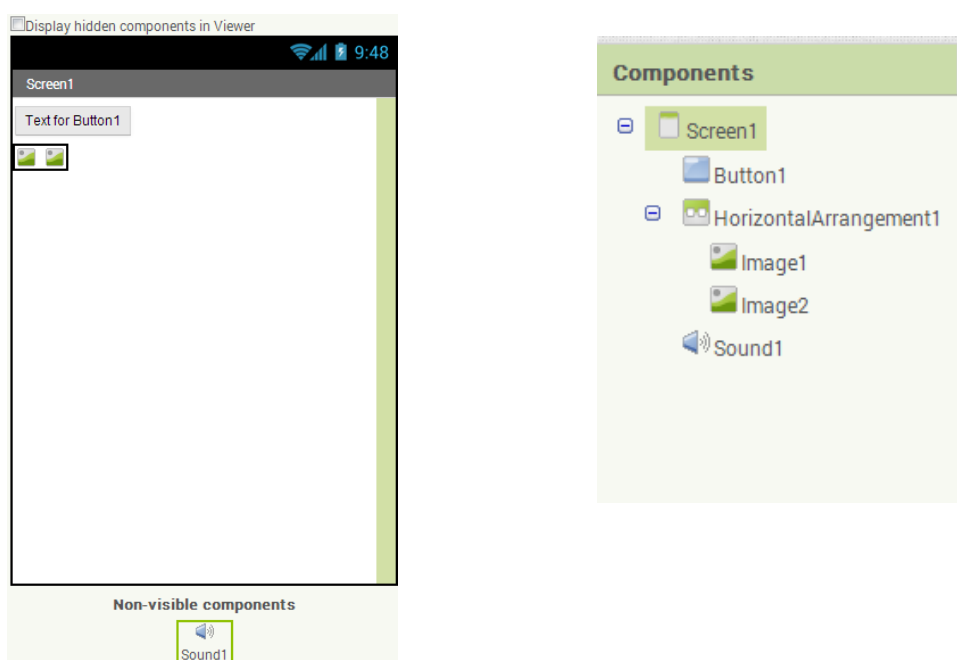 Display hidden components in Viewer
9:48
Screen1
Text for Button1
Non-visible components
Sound1
Components
Screen1
Button1
HorizontalArrangement1
Image1
Image2
Sound1